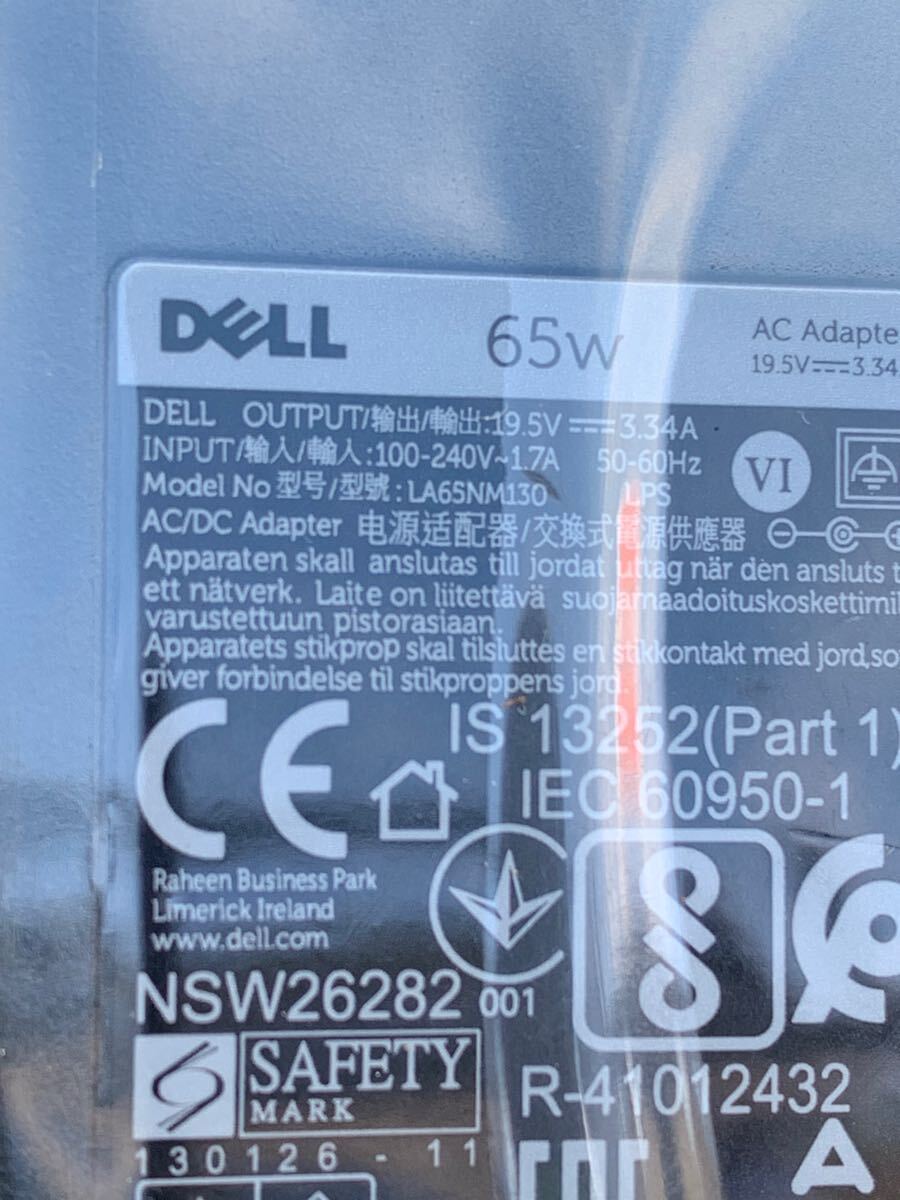 DELL 65w AC Adapte
19.5V⎓3.34
DELL OUTPUT/输出/輸出:19.5V⎓3.34A
INPUT/输入/輸入:100-240V~1.7A 50-60Hz
VI
Model No 型号/型號:LA65NM130 LPS
AC/DC Adapter 电源适配器/交換式電源供應器
Apparaten skall anslutas till jordat uttag när den ansluts t
ett nätverk. Laite on liitettävä suojamaadoituskoskettimil
varustettuun pistorasiaan.
Apparatets stikprop skal tilsluttes en stikkontakt med jord,so
giver forbindelse til stikproppens jord.
CE
IS 13252(Part 1)
IEC 60950-1
Raheen Business Park
Limerick Ireland
www.dell.com
NSW26282 001
SAFETY
MARK
R-41012432
130126-11